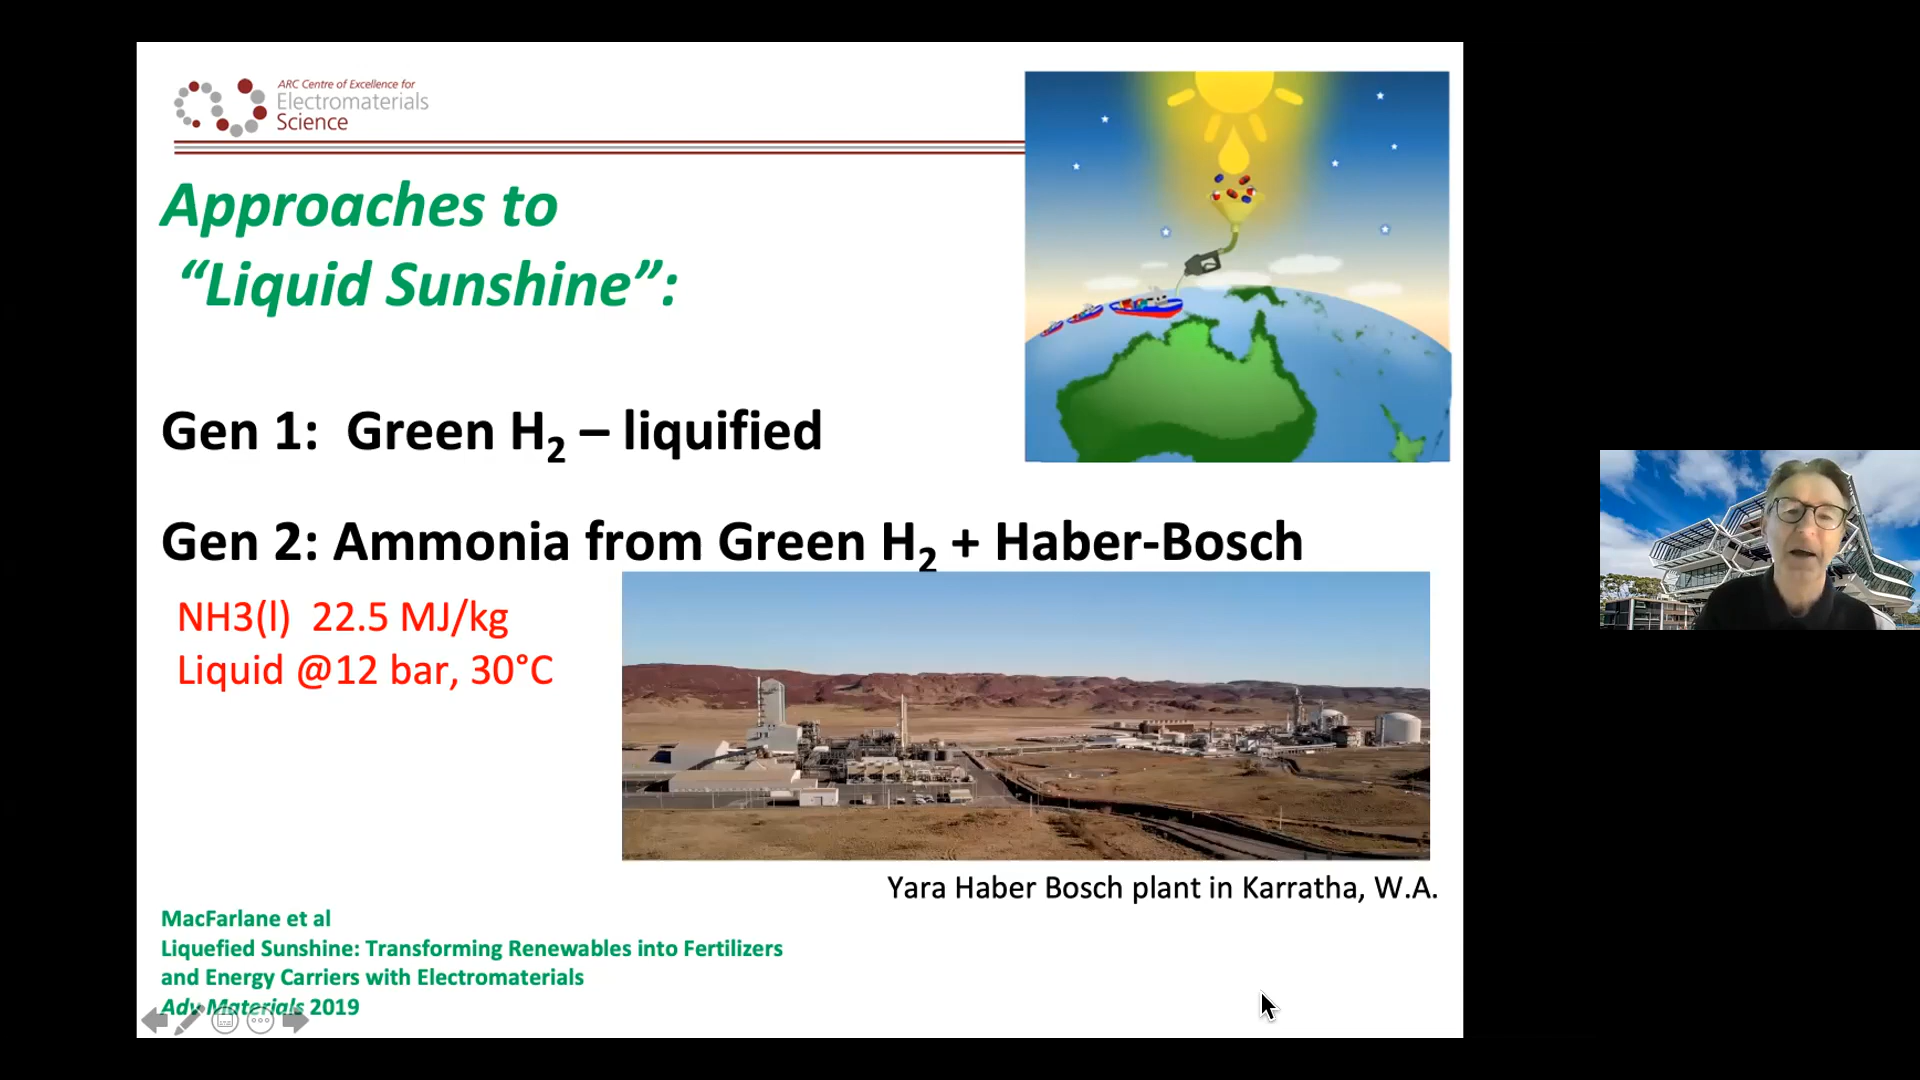 ARC Centre of Excellence for
Electromaterials
Science
Approaches to
“Liquid Sunshine”:
Gen 1: Green H₂ – liquified
Gen 2: Ammonia from Green H₂ + Haber-Bosch
NH3(l) 22.5 MJ/kg
Liquid @12 bar, 30°C
Yara Haber Bosch plant in Karratha, W.A.
MacFarlane et al
Liquefied Sunshine: Transforming Renewables into Fertilizers
and Energy Carriers with Electromaterials
Adv Materials 2019